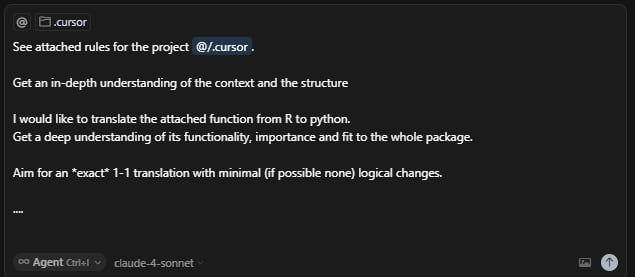 @ .cursor
See attached rules for the project @/.cursor.
Get an in-depth understanding of the context and the structure
I would like to translate the attached function from R to python.
Get a deep understanding of its functionality, importance and fit to the whole package.
Aim for an *exact* 1-1 translation with minimal (if possible none) logical changes.
....
∞ Agent Ctrl+I claude-4-sonnet